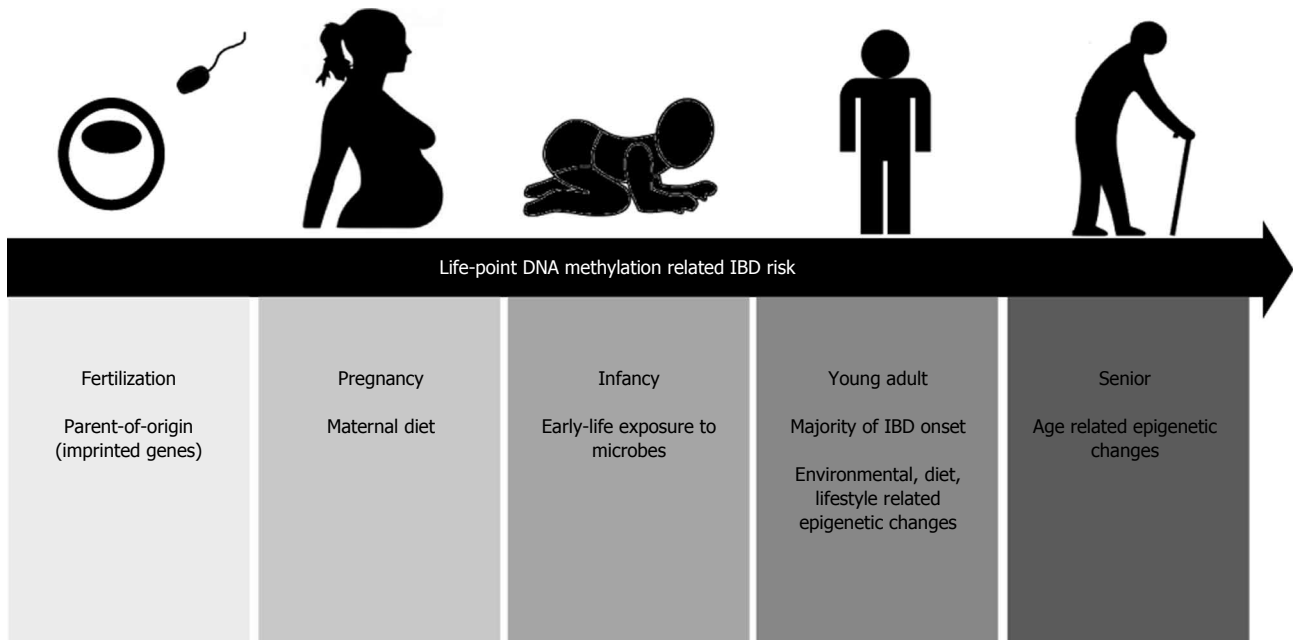 Life-point DNA methylation related IBD risk
Fertilization
Parent-of-origin
(imprinted genes)
Pregnancy
Maternal diet
Infancy
Early-life exposure to
microbes
Young adult
Majority of IBD onset
Environmental, diet,
lifestyle related
epigenetic changes
Senior
Age related epigenetic
changes